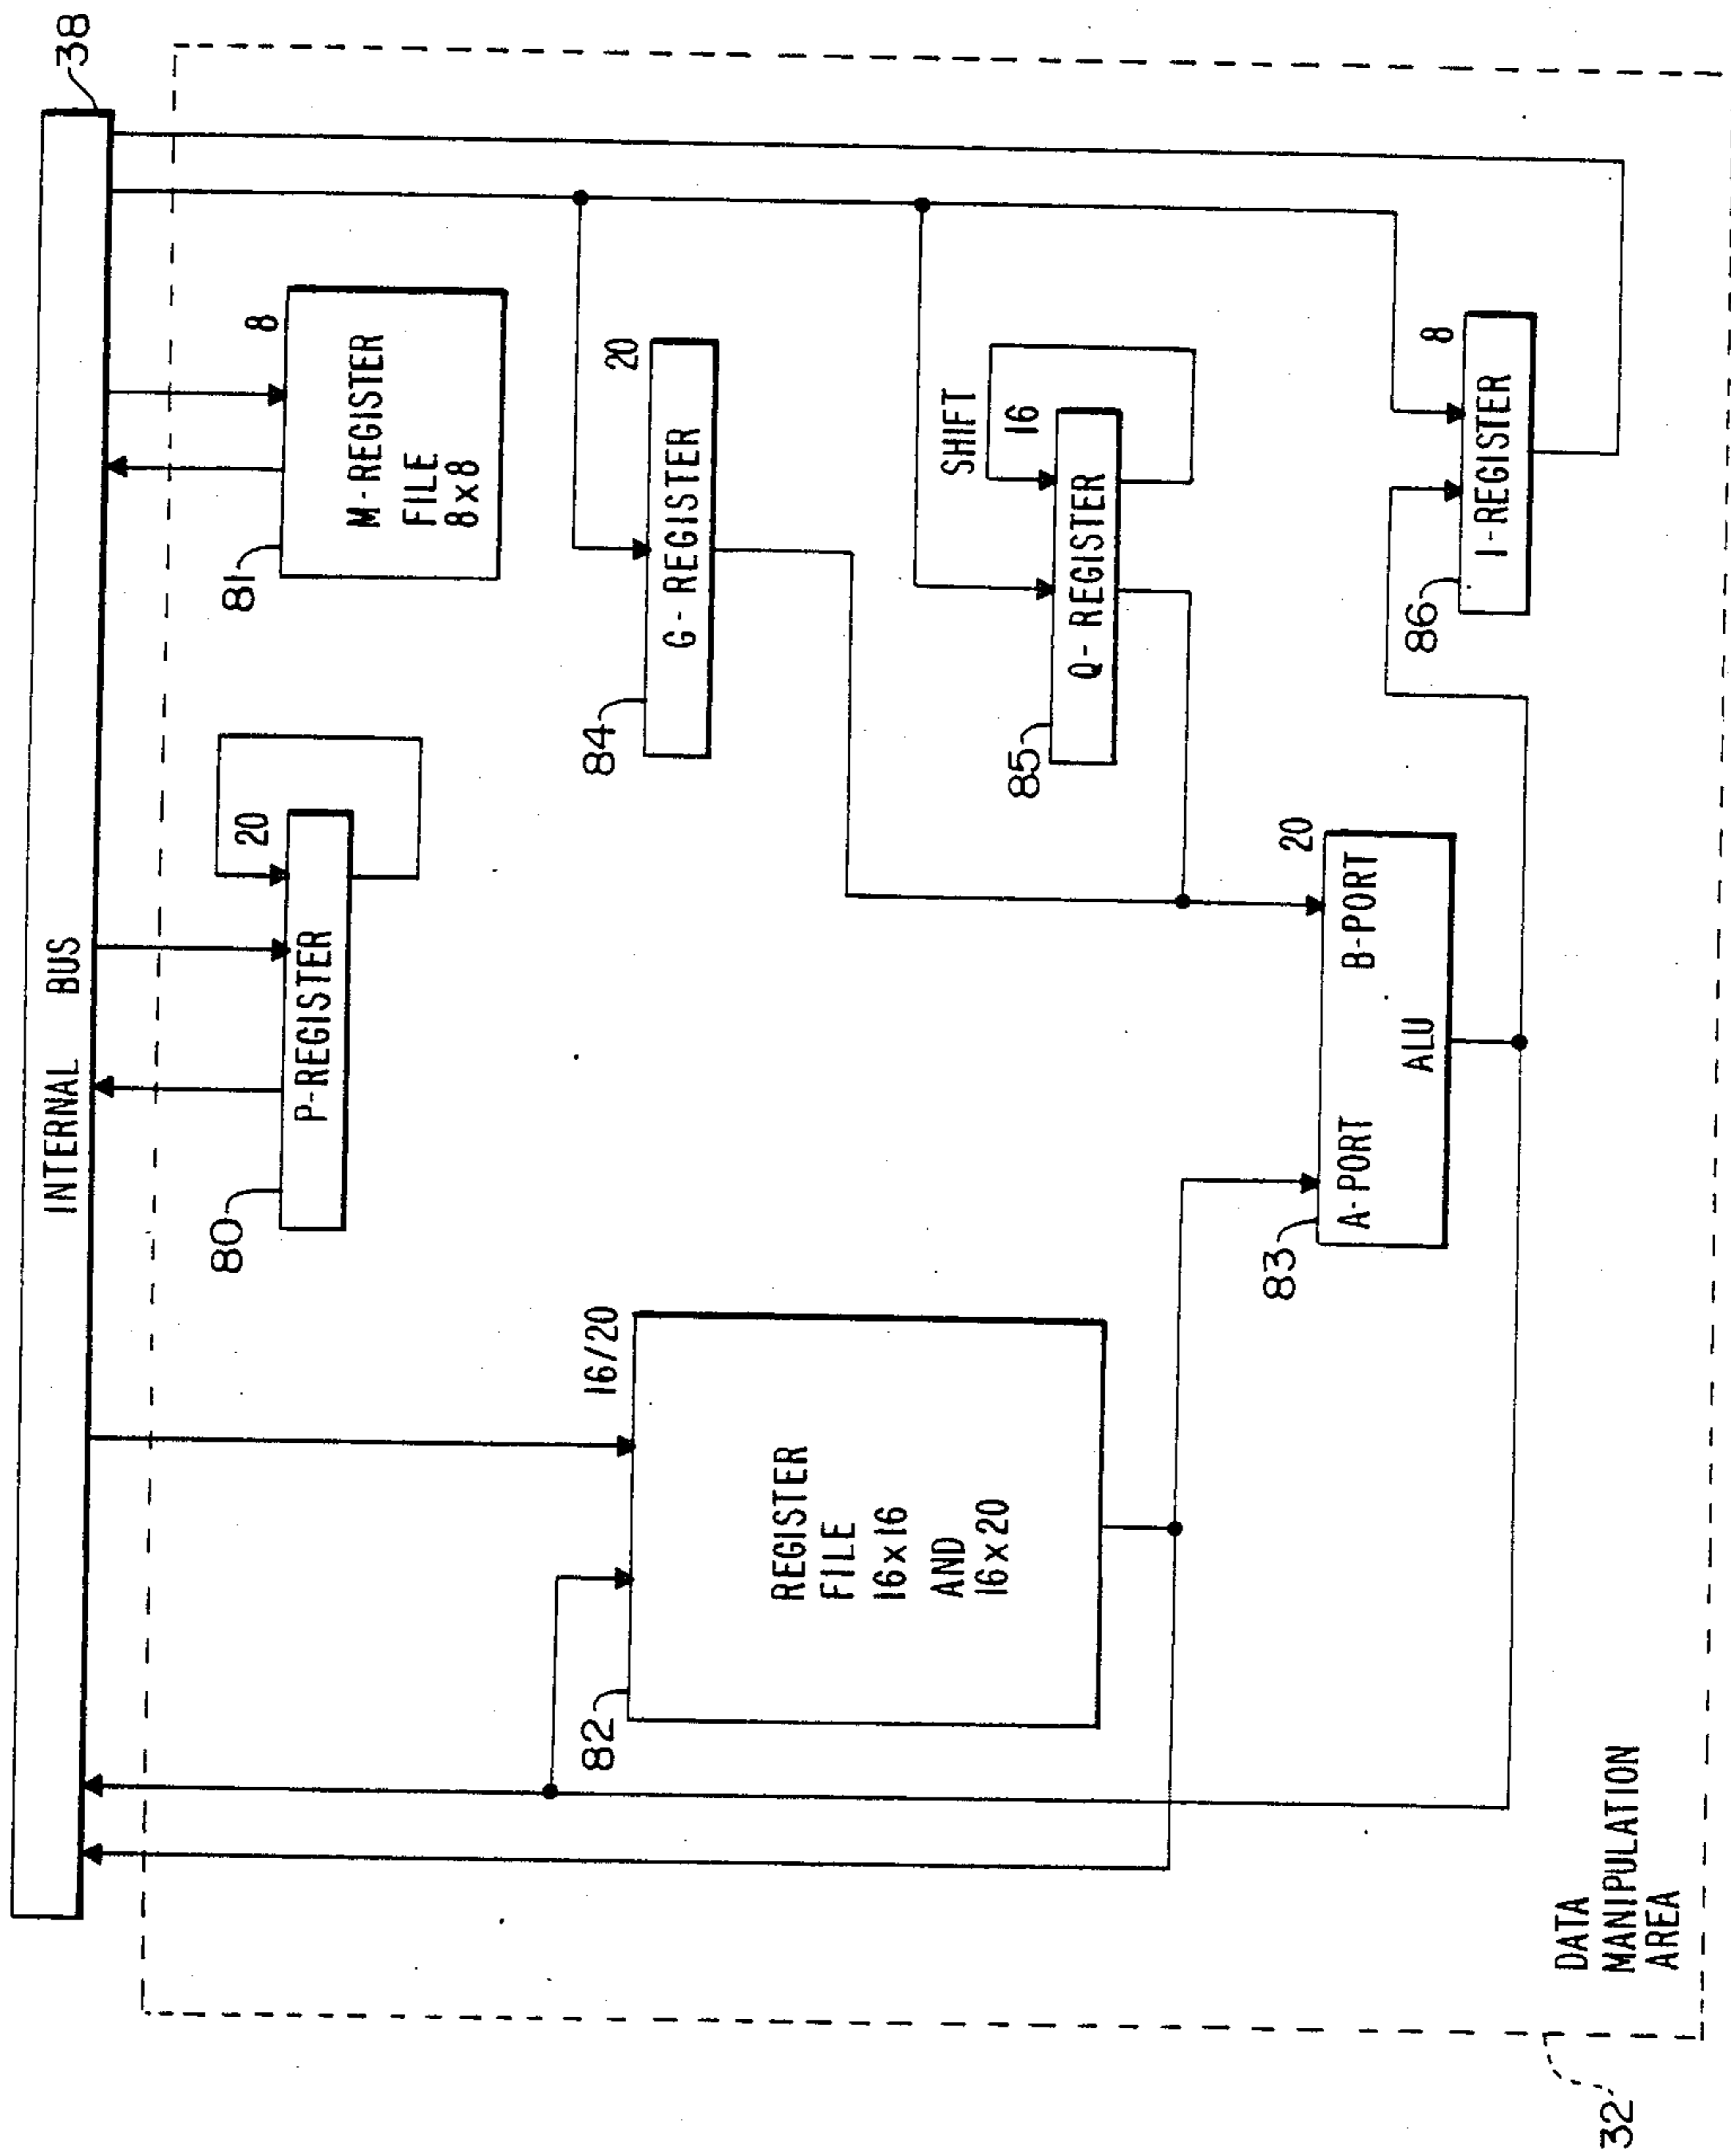 INTERNAL BUS
38
80
20
P-REGISTER
81
8
M-REGISTER
FILE
8x8
82
16/20
REGISTER
FILE
16x16
AND
16x20
84
20
G-REGISTER
SHIFT
85
16
Q-REGISTER
83
20
A-PORT
B-PORT
ALU
86
8
I-REGISTER
DATA
MANIPULATION
AREA
32